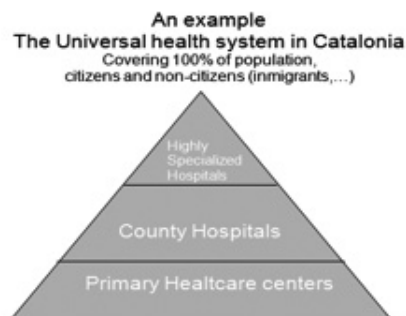 An example
The Universal health system in Catalonia
Covering 100% of population,
citizens and non-citizens (inmigrants,...)
Highly
Specialized
Hospitals
County Hospitals
Primary Healtcare centers